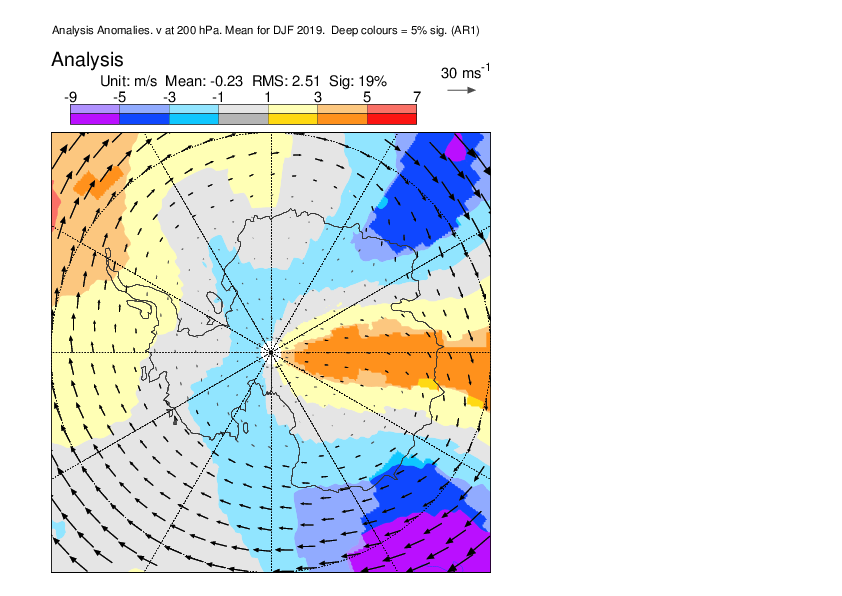 Analysis Anomalies. v at 200 hPa. Mean for DJF 2019.  Deep colours = 5% sig. (AR1)
Analysis
30 ms-1
Unit: m/s  Mean: -0.23  RMS: 2.51  Sig: 19%
-9 -5 -3 -1 1 3 5 7